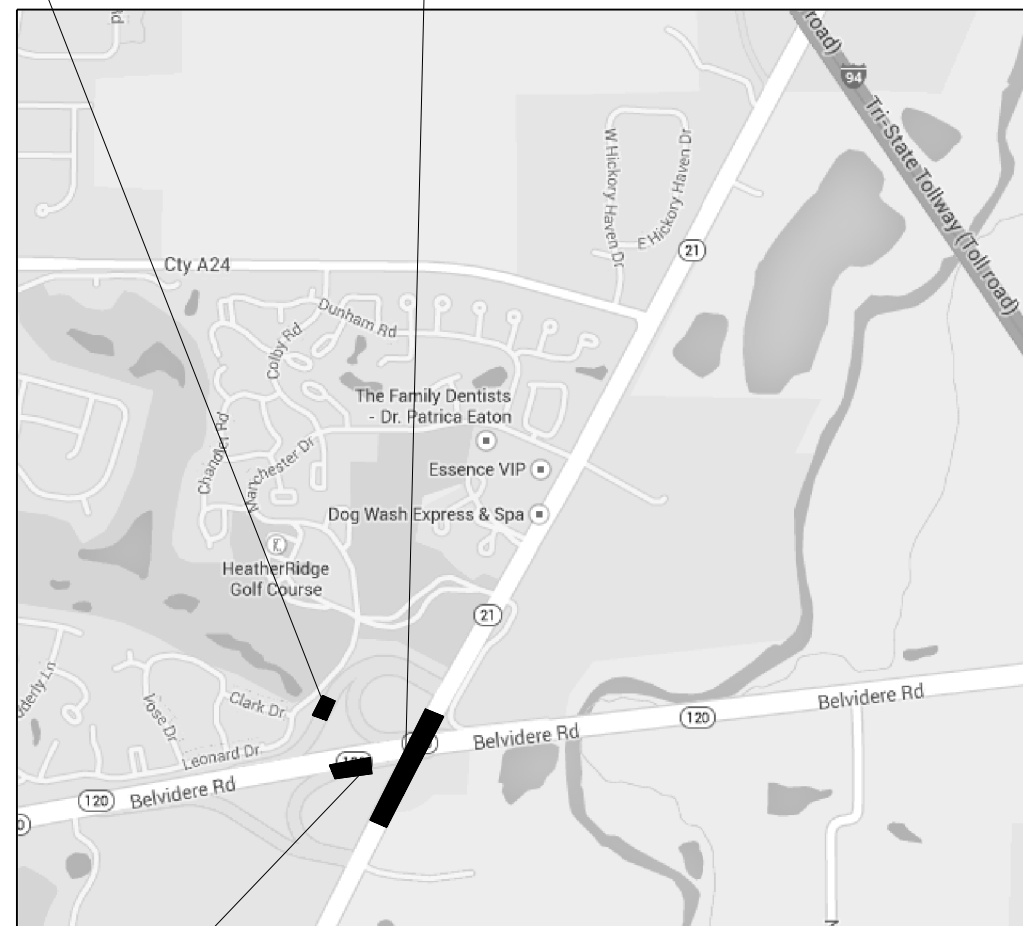 road)
94
Tri-State Tollway (Toll road)
W Hickory Haven Dr
E Hickory Haven Dr
21
Cty A24
Dunham Rd
Colby Rd
The Family Dentists
- Dr. Patrica Eaton
Chandler Rd
Manchester Dr
Essence VIP
Dog Wash Express & Spa
HeatherRidge
Golf Course
21
Clark Dr
Vose Dr
Leonard Dr
Belvidere Rd
120
Belvidere Rd
120
Belvidere Rd